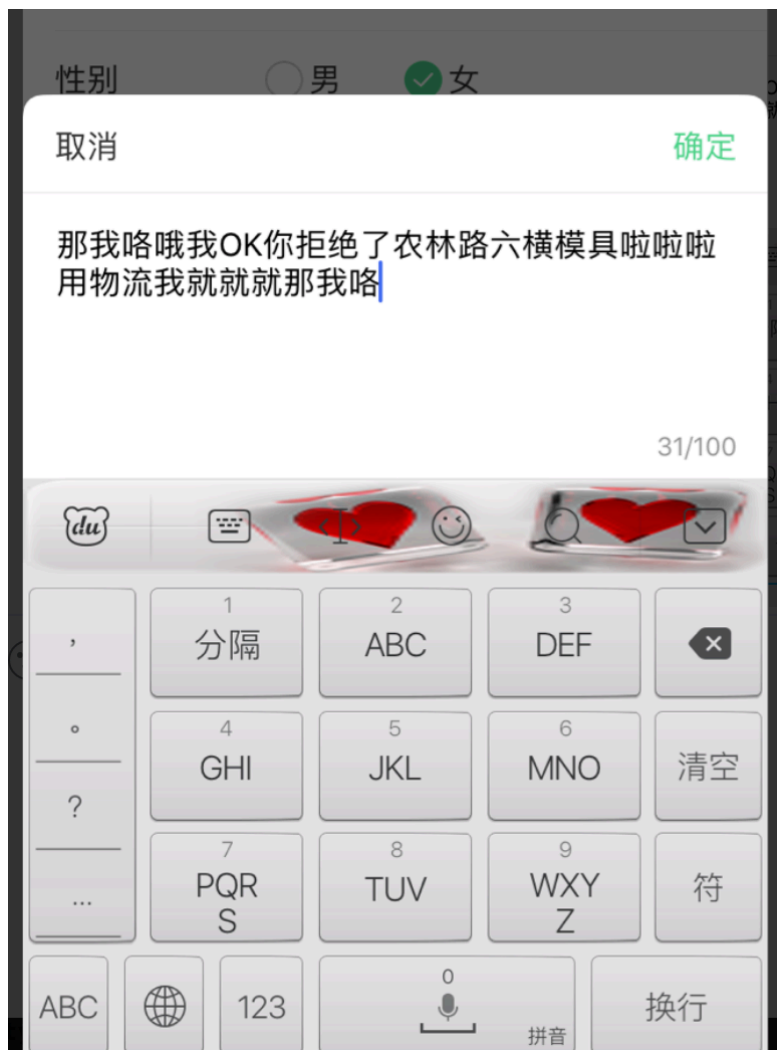 性别 男 女
取消 确定
那我咯哦我OK你拒绝了农林路六横模具啦啦啦
用物流我就就就那我咯
31/100
du
, 1 分隔 2 ABC 3 DEF
。 4 GHI 5 JKL 6 MNO 清空
?
... 7 PQRS 8 TUV 9 WXYZ 符
ABC 123 0 拼音 换行